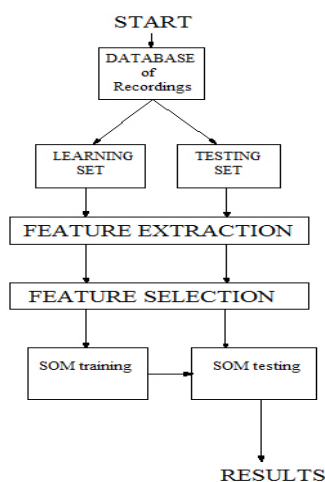 START
DATABASE
of
Recordings
LEARNING
SET
TESTING
SET
FEATURE EXTRACTION
FEATURE SELECTION
SOM training
SOM testing
RESULTS